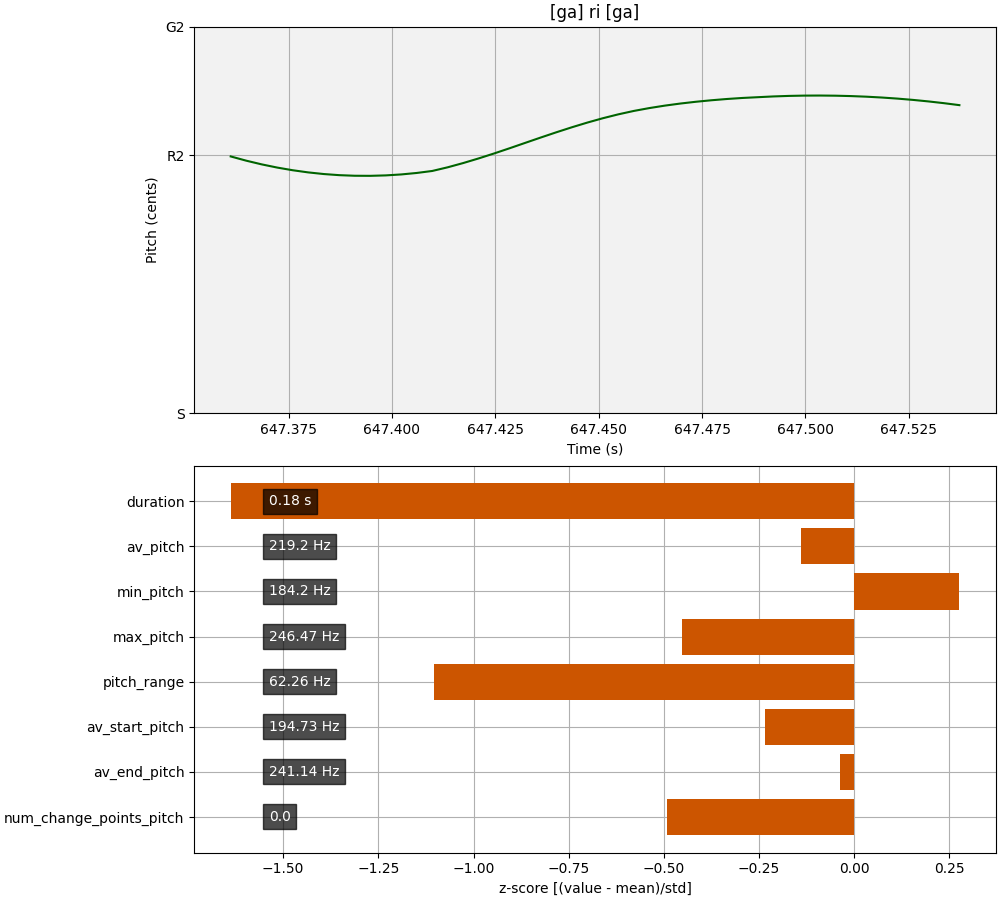 [ga] ri [ga]
G2
R2
S
Pitch (cents)
647.375 647.400 647.425 647.450 647.475 647.500 647.525
Time (s)
duration 0.18 s
av_pitch 219.2 Hz
min_pitch 184.2 Hz
max_pitch 246.47 Hz
pitch_range 62.26 Hz
av_start_pitch 194.73 Hz
av_end_pitch 241.14 Hz
num_change_points_pitch 0.0
−1.50 −1.25 −1.00 −0.75 −0.50 −0.25 0.00 0.25
z-score [(value - mean)/std]